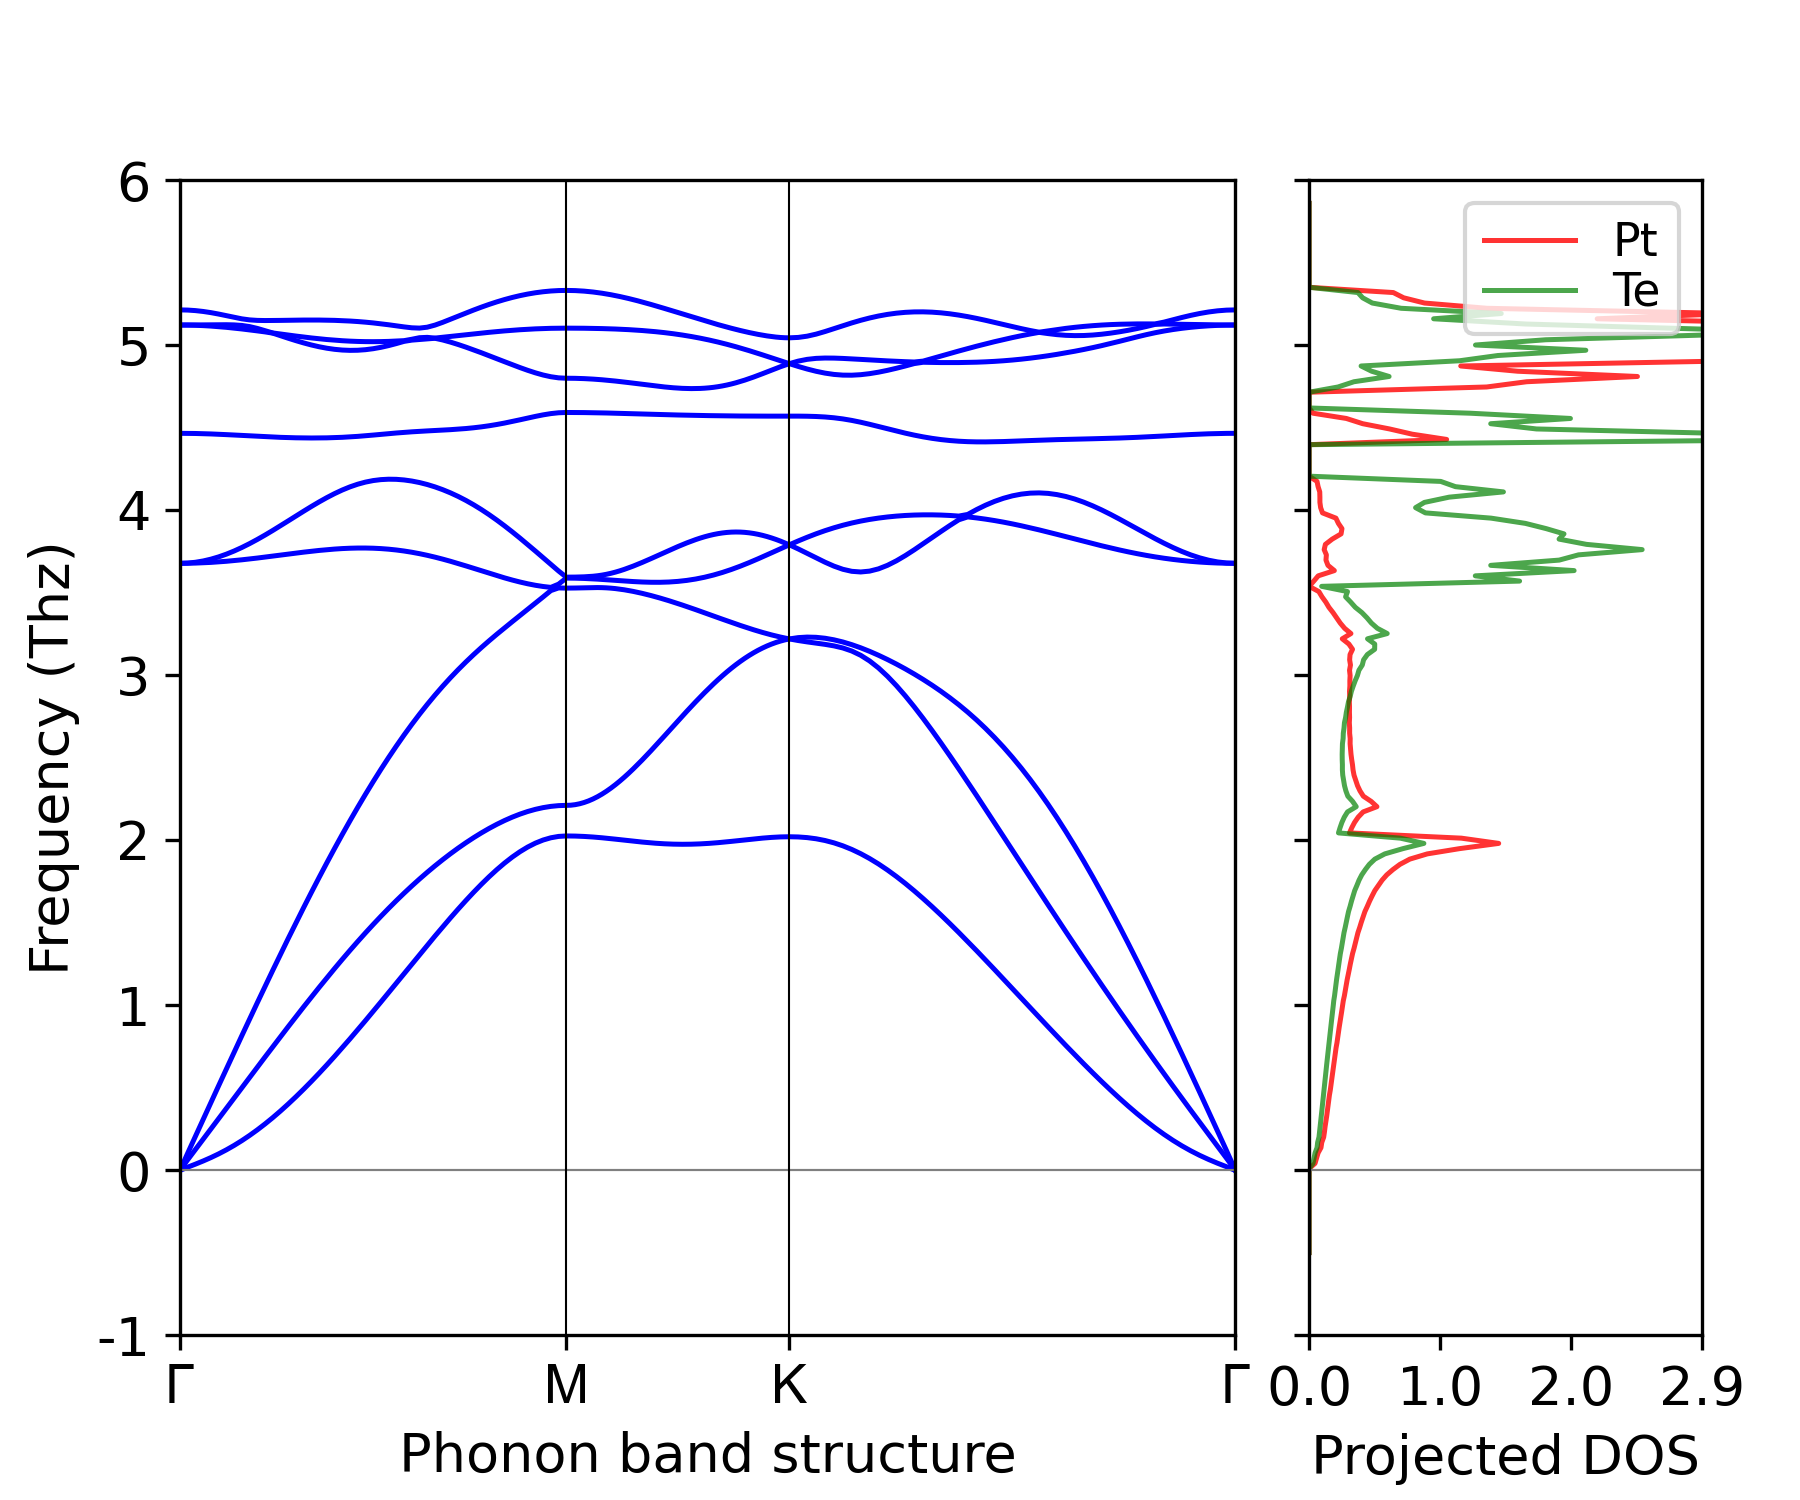 Frequency (Thz)
6
5
4
3
2
1
0
-1
Γ M K Γ
Phonon band structure
Pt
Te
0.0 1.0 2.0 2.9
Projected DOS